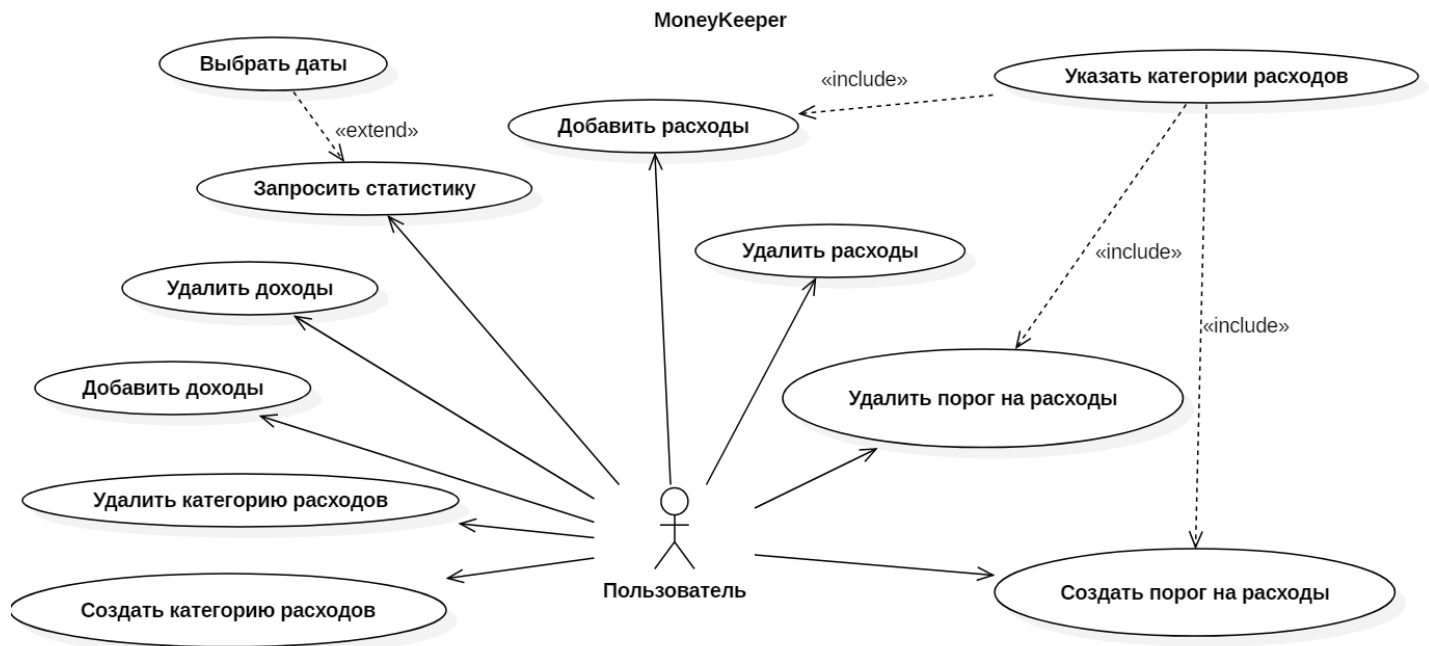 MoneyKeeper
Выбрать даты
«include»
Указать категории расходов
Добавить расходы
«extend»
Запросить статистику
Удалить расходы
«include»
Удалить доходы
«include»
Добавить доходы
Удалить порог на расходы
Удалить категорию расходов
Пользователь
Создать порог на расходы
Создать категорию расходов